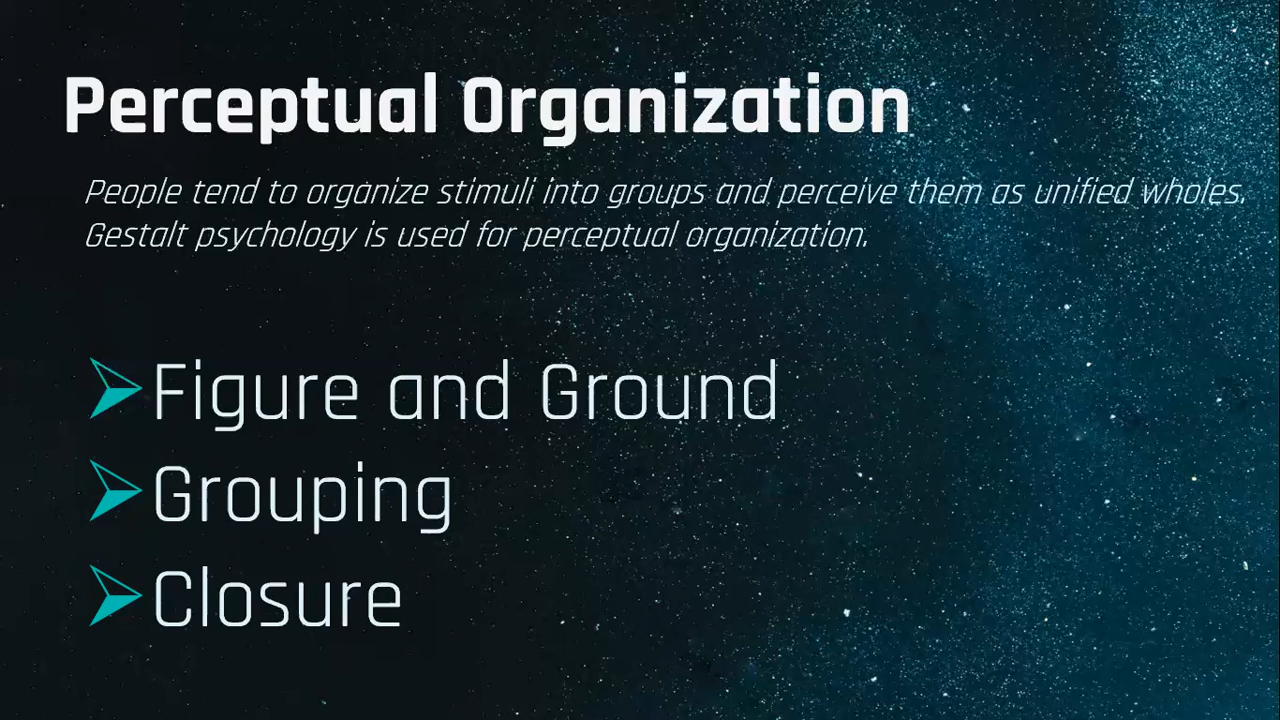 Perceptual Organization
People tend to organize stimuli into groups and perceive them as unified wholes.
Gestalt psychology is used for perceptual organization.
Figure and Ground
Grouping
Closure